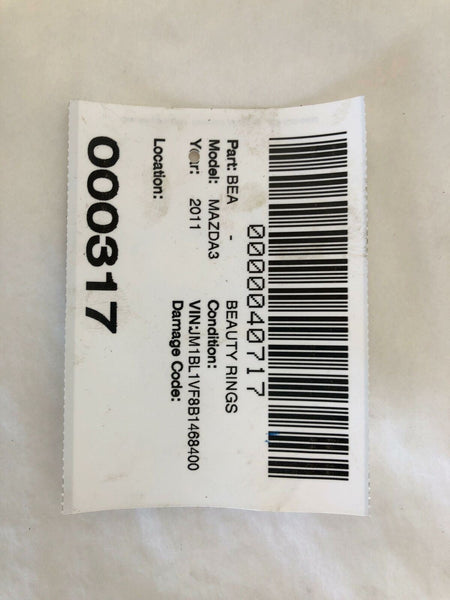 0000040717
Part: BEA - BEAUTY RINGS
Model: MAZDA3 Condition:
Year: 2011 VIN:JM1BL1VF8B1468400
Damage Code:
Location:
000317